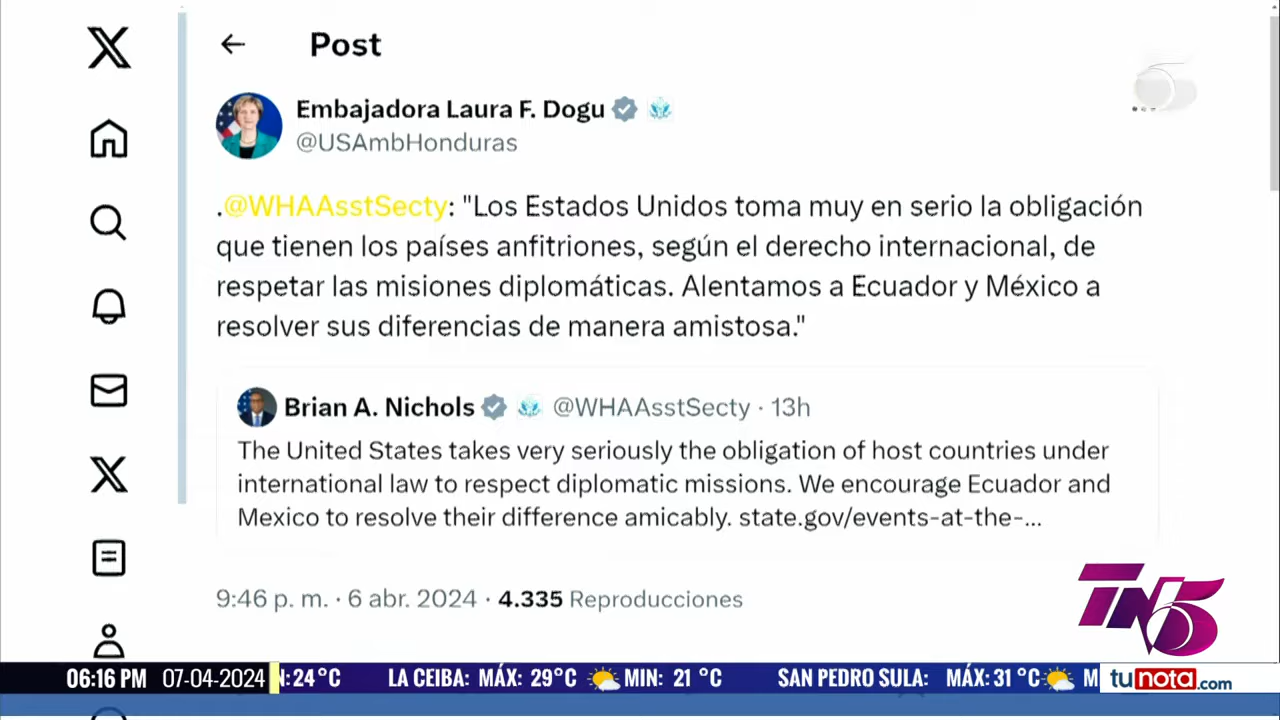 Post
Embajadora Laura F. Dogu
@USAmbHonduras
.@WHAAsstSecty: "Los Estados Unidos toma muy en serio la obligación
que tienen los países anfitriones, según el derecho internacional, de
respetar las misiones diplomáticas. Alentamos a Ecuador y México a
resolver sus diferencias de manera amistosa."
Brian A. Nichols @WHAAsstSecty · 13h
The United States takes very seriously the obligation of host countries under
international law to respect diplomatic missions. We encourage Ecuador and
Mexico to resolve their difference amicably. state.gov/events-at-the-...
9:46 p. m. · 6 abr. 2024 · 4.335 Reproducciones
TN5
06:16 PM 07-04-2024 N:24 °C LA CEIBA: MÁX: 29°C MIN: 21 °C SAN PEDRO SULA: MÁX:31 °C M tunota.com